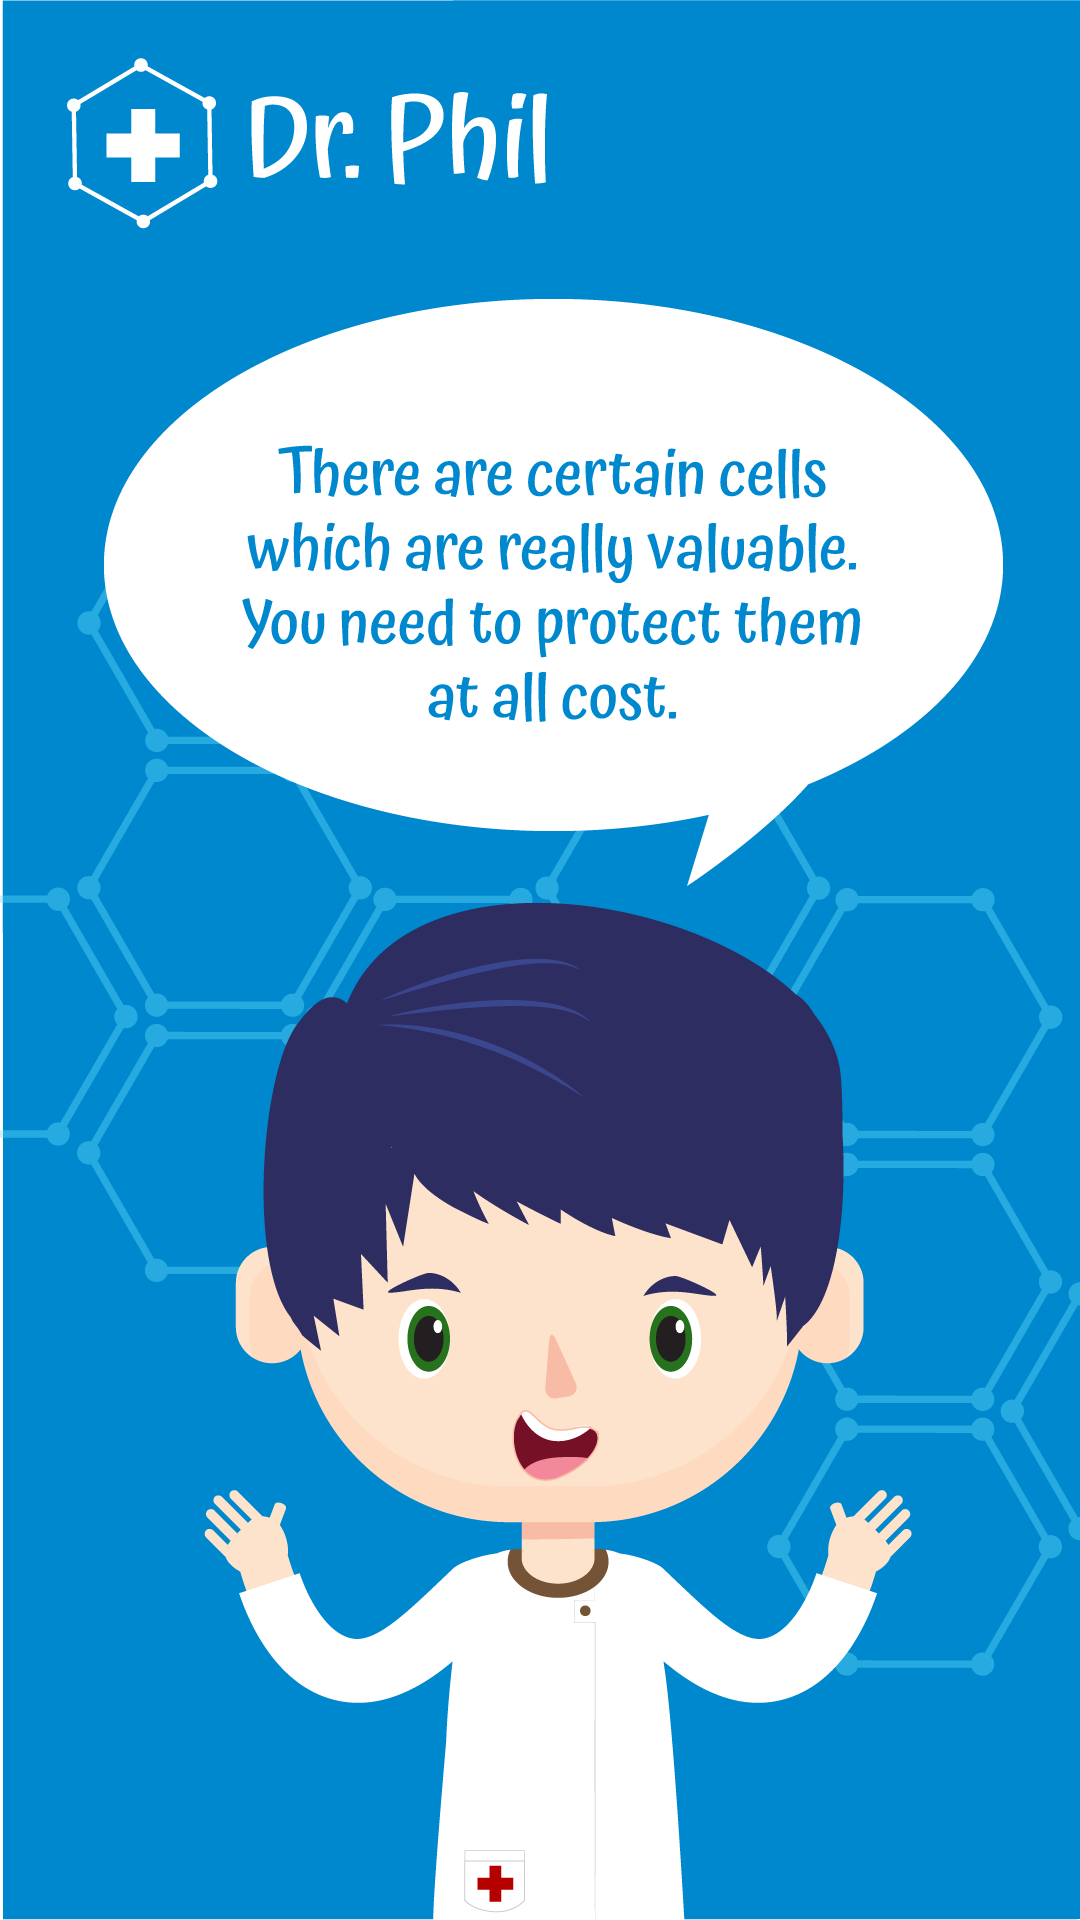 Dr. Phil
There are certain cells
which are really valuable.
You need to protect them
at all cost.